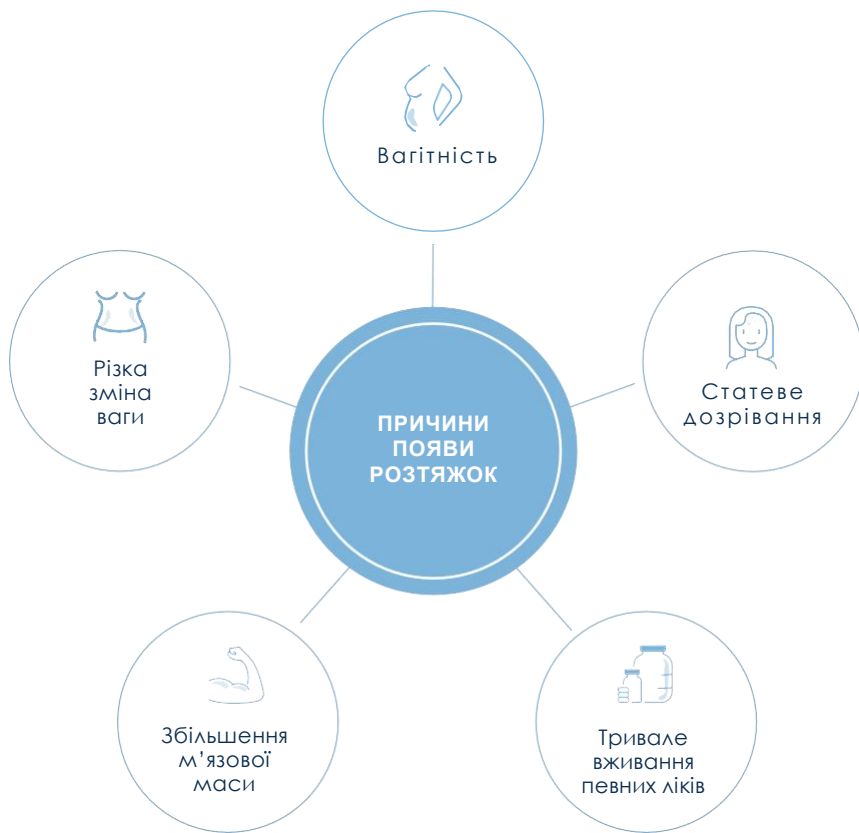 Вагітність
Різка
зміна
ваги
Статеве
дозрівання
ПРИЧИНИ
ПОЯВИ
РОЗТЯЖОК
Збільшення
м’язової
маси
Тривале
вживання
певних ліків